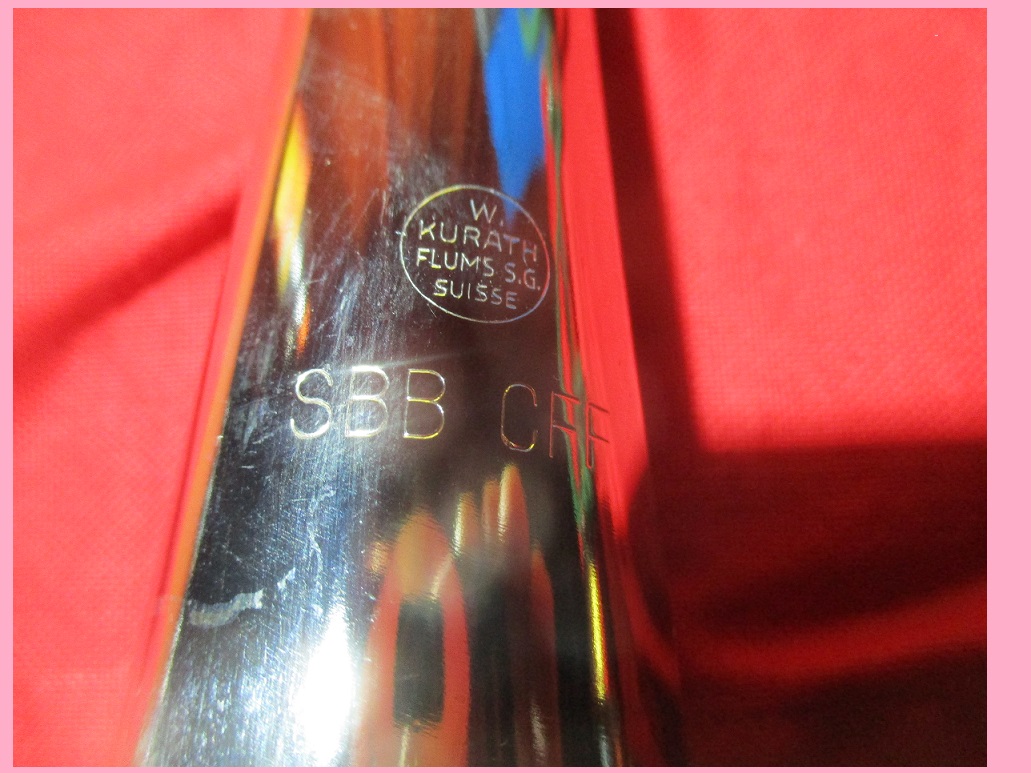 W.
KURATH
FLUMS S.G.
SUISSE
SBB CFF